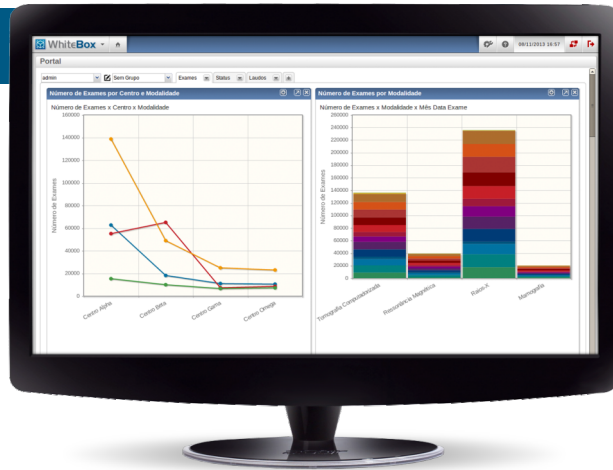 WhiteBox
09/11/2013 16:57
Portal
admin
Sem Grupo
Exames
Status
Laudos
Número de Exames por Centro e Modalidade
Número de Exames por Modalidade
Número de Exames x Centro x Modalidade
Número de Exames x Modalidade x Mês Data Exame
Número de Exames
160000
140000
120000
100000
80000
60000
40000
20000
0
Centro Alpha
Centro Beta
Centro Gama
Centro Omega
Número de Exames
260000
240000
220000
200000
180000
160000
140000
120000
100000
80000
60000
40000
20000
0
Tomografia Computadorizada
Ressonância Magnética
Raios-X
Mamografia